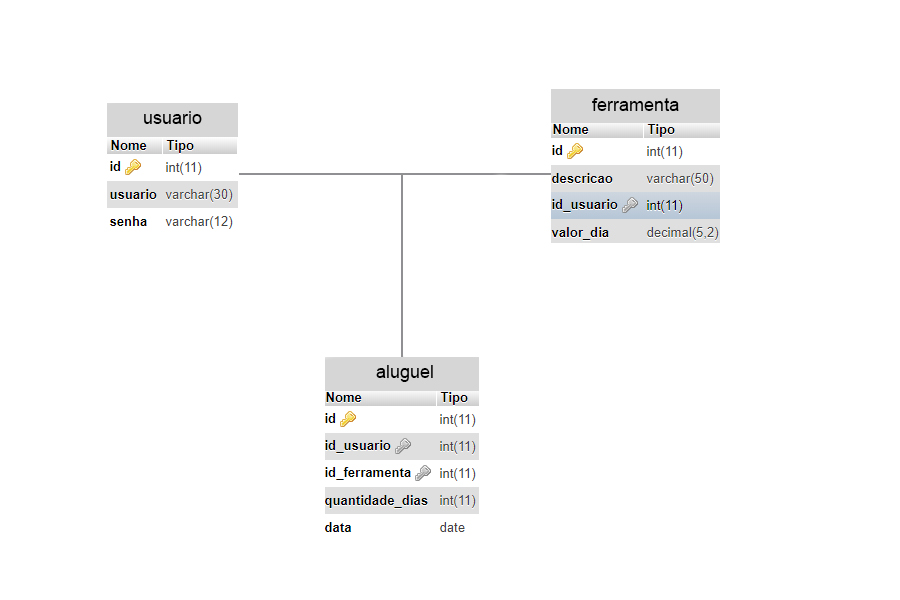 usuario
Nome Tipo
id int(11)
usuario varchar(30)
senha varchar(12)
ferramenta
Nome Tipo
id int(11)
descricao varchar(50)
id_usuario int(11)
valor_dia decimal(5,2)
aluguel
Nome Tipo
id int(11)
id_usuario int(11)
id_ferramenta int(11)
quantidade_dias int(11)
data date